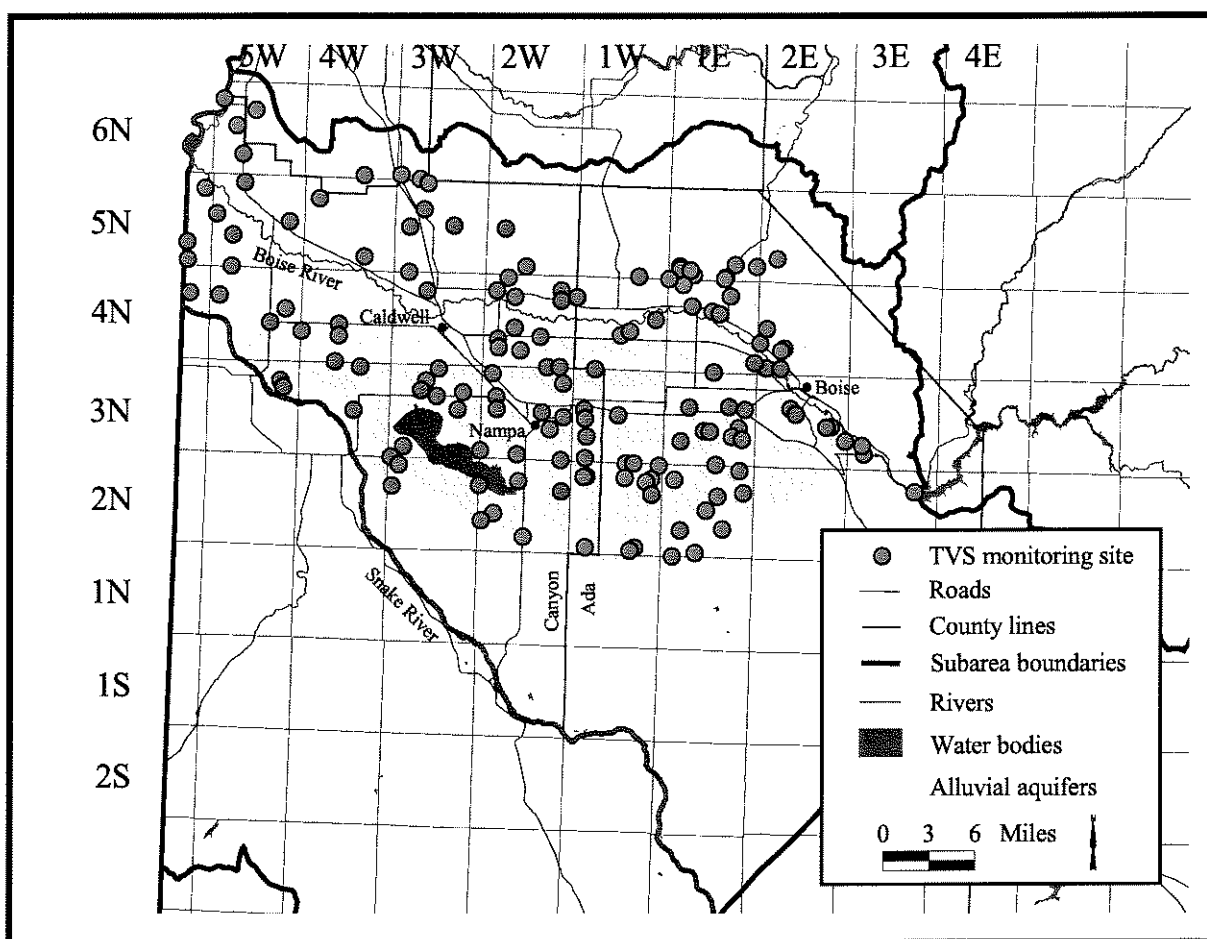 5W 4W 3W 2W 1W 1E 2E 3E 4E
6N
5N
4N
3N
2N
1N
1S
2S
Boise River
Caldwell
Boise
Nampa
Snake River
Canyon
Ada
TVS monitoring site
Roads
County lines
Subarea boundaries
Rivers
Water bodies
Alluvial aquifers
0 3 6 Miles